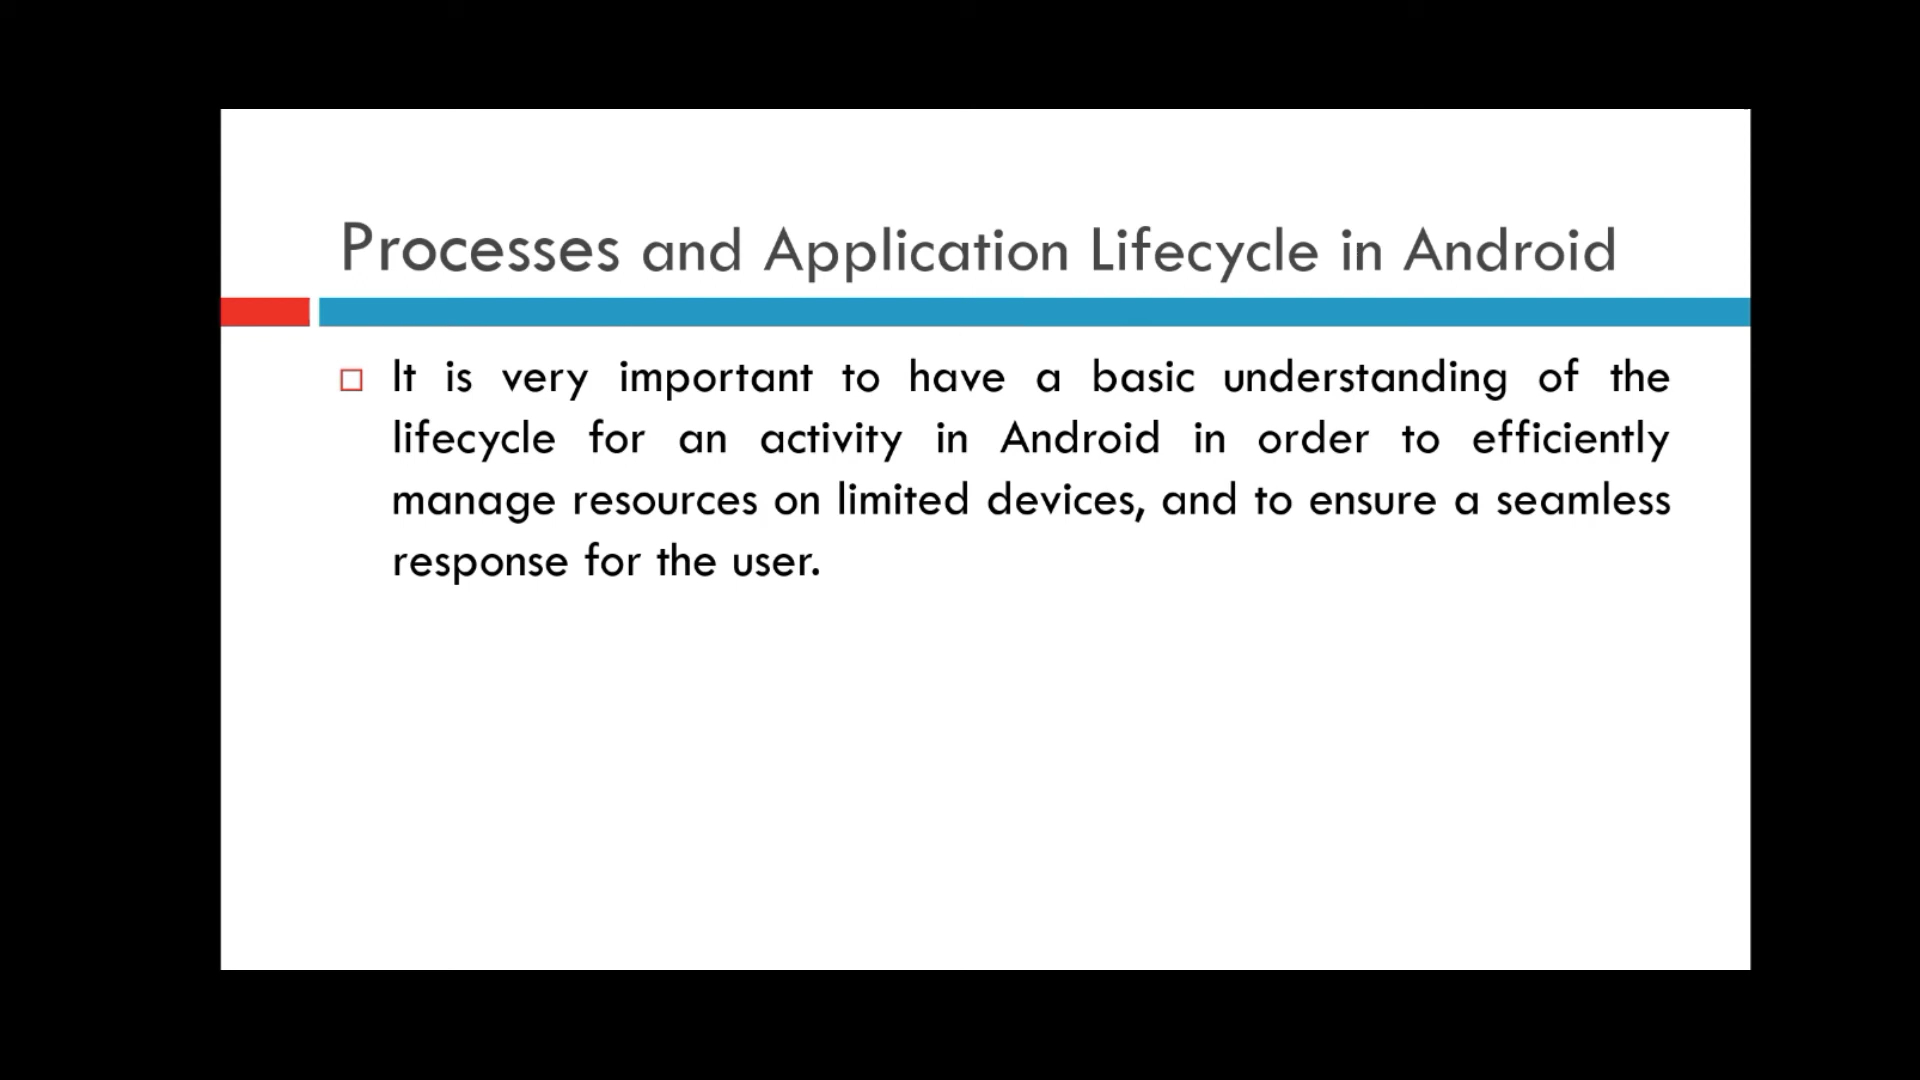 Processes and Application Lifecycle in Android
It is very important to have a basic understanding of the
lifecycle for an activity in Android in order to efficiently
manage resources on limited devices, and to ensure a seamless
response for the user.